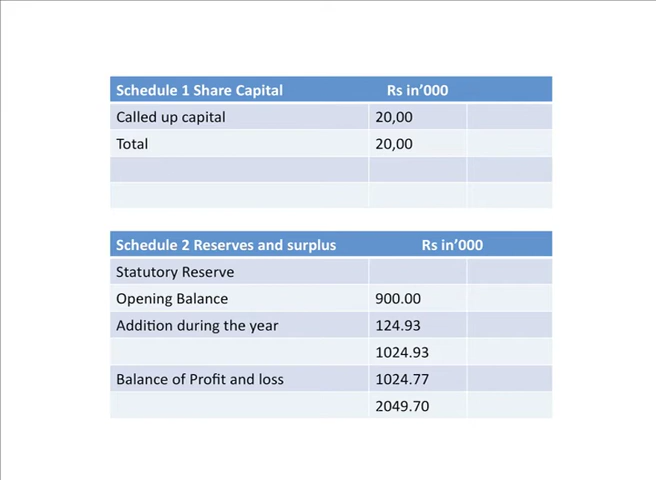 Schedule 1 Share Capital Rs in’000
Called up capital 20,00
Total 20,00
Schedule 2 Reserves and surplus Rs in’000
Statutory Reserve
Opening Balance 900.00
Addition during the year 124.93
1024.93
Balance of Profit and loss 1024.77
2049.70